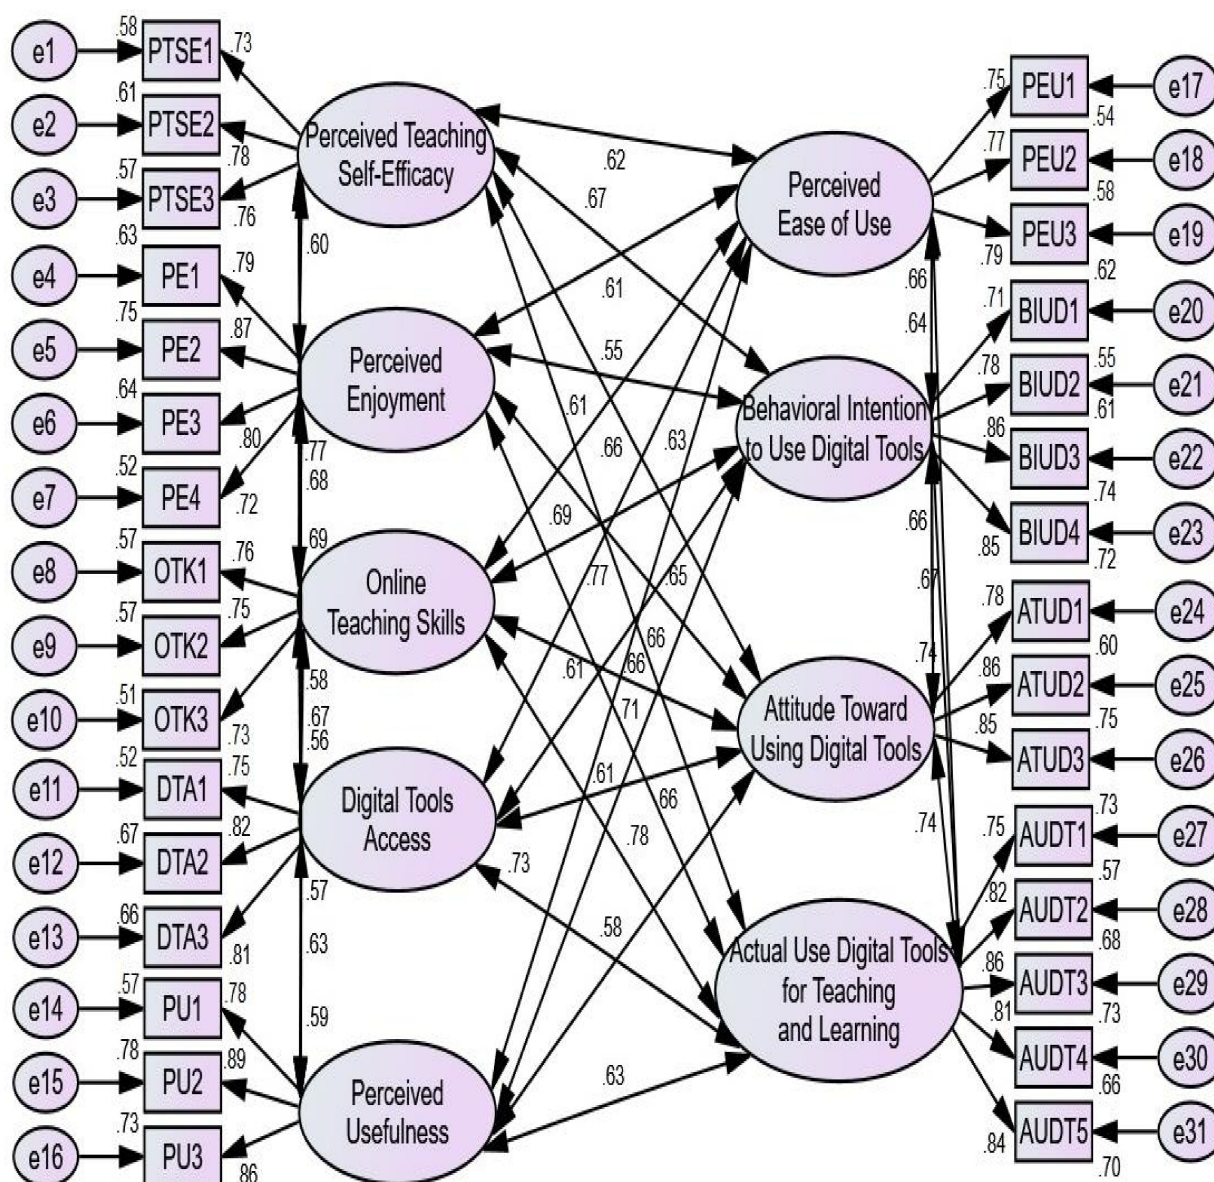 e1
.58
PTSE1
.73
e2
.61
PTSE2
.78
e3
.57
PTSE3
.76
e4
.63
PE1
.79
e5
.75
PE2
.87
e6
.64
PE3
.80
e7
.52
PE4
.72
e8
.57
OTK1
.76
e9
.57
OTK2
.75
e10
.51
OTK3
.73
e11
.52
DTA1
.75
e12
.67
DTA2
.82
e13
.66
DTA3
.81
e14
.57
PU1
.78
e15
.78
PU2
.89
e16
.73
PU3
.86
Perceived Teaching
Self-Efficacy
.60
Perceived
Enjoyment
.77
.68
.69
Online
Teaching Skills
.58
.67
.56
Digital Tools
Access
.57
.63
.59
Perceived
Usefulness
.62
.67
.61
.55
.61
.66
.63
.69
.77
.65
.66
.66
.61
.71
.61
.66
.78
.73
.58
.63
Perceived
Ease of Use
.66
.64
Behavioral Intention
to Use Digital Tools
.66
.67
.74
Attitude Toward
Using Digital Tools
.74
Actual Use Digital Tools
for Teaching
and Learning
.75
PEU1
e17
.54
.77
PEU2
e18
.58
.79
PEU3
e19
.62
.71
BIUD1
e20
.55
.78
BIUD2
e21
.61
.86
BIUD3
e22
.74
.85
BIUD4
e23
.72
.78
ATUD1
e24
.60
.86
ATUD2
e25
.75
.85
ATUD3
e26
.73
.75
AUDT1
e27
.57
.82
AUDT2
e28
.68
.86
AUDT3
e29
.73
.81
AUDT4
e30
.66
.84
AUDT5
e31
.70